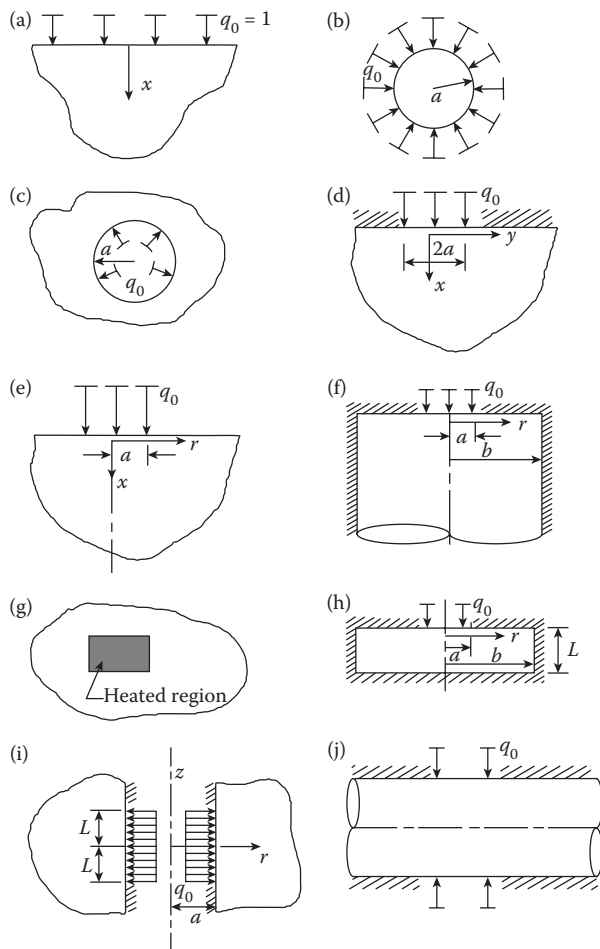 (a)
q₀ = 1
x
(b)
q₀
a
(c)
a
q₀
(d)
q₀
y
2a
x
(e)
q₀
r
a
x
(f)
q₀
r
a
b
(g)
Heated region
(h)
q₀
r
a
b
L
(i)
z
L
r
L
q₀
a
(j)
q₀